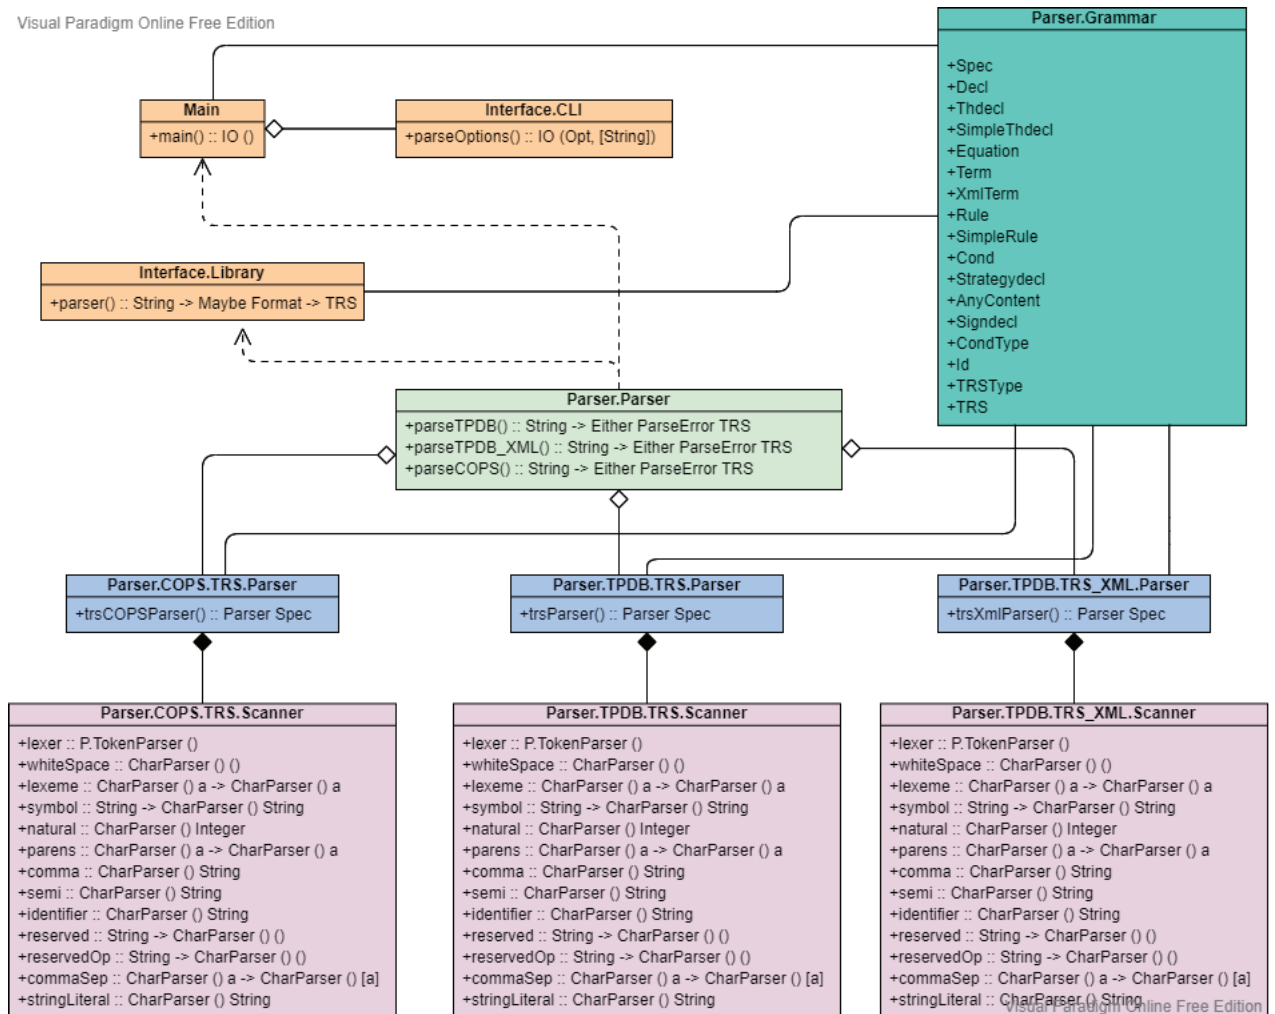 Visual Paradigm Online Free Edition
Parser.Grammar
+Spec
+Decl
+Thdecl
+SimpleThdecl
+Equation
+Term
+XmlTerm
+Rule
+SimpleRule
+Cond
+Strategydecl
+AnyContent
+Signdecl
+CondType
+Id
+TRSType
+TRS
Main
+main() :: IO ()
Interface.CLI
+parseOptions() :: IO (Opt, [String])
Interface.Library
+parser() :: String -> Maybe Format -> TRS
Parser.Parser
+parseTPDB() :: String -> Either ParseError TRS
+parseTPDB_XML() :: String -> Either ParseError TRS
+parseCOPS() :: String -> Either ParseError TRS
Parser.COPS.TRS.Parser
+trsCOPSParser() :: Parser Spec
Parser.TPDB.TRS.Parser
+trsParser() :: Parser Spec
Parser.TPDB.TRS_XML.Parser
+trsXmlParser() :: Parser Spec
Parser.COPS.TRS.Scanner
+lexer :: P.TokenParser ()
+whiteSpace :: CharParser () ()
+lexeme :: CharParser () a -> CharParser () a
+symbol :: String -> CharParser () String
+natural :: CharParser () Integer
+parens :: CharParser () a -> CharParser () a
+comma :: CharParser () String
+semi :: CharParser () String
+identifier :: CharParser () String
+reserved :: String -> CharParser () ()
+reservedOp :: String -> CharParser () ()
+commaSep :: CharParser () a -> CharParser () [a]
+stringLiteral :: CharParser () String
Parser.TPDB.TRS.Scanner
+lexer :: P.TokenParser ()
+whiteSpace :: CharParser () ()
+lexeme :: CharParser () a -> CharParser () a
+symbol :: String -> CharParser () String
+natural :: CharParser () Integer
+parens :: CharParser () a -> CharParser () a
+comma :: CharParser () String
+semi :: CharParser () String
+identifier :: CharParser () String
+reserved :: String -> CharParser () ()
+reservedOp :: String -> CharParser () ()
+commaSep :: CharParser () a -> CharParser () [a]
+stringLiteral :: CharParser () String
Parser.TPDB.TRS_XML.Scanner
+lexer :: P.TokenParser ()
+whiteSpace :: CharParser () ()
+lexeme :: CharParser () a -> CharParser () a
+symbol :: String -> CharParser () String
+natural :: CharParser () Integer
+parens :: CharParser () a -> CharParser () a
+comma :: CharParser () String
+semi :: CharParser () String
+identifier :: CharParser () String
+reserved :: String -> CharParser () ()
+reservedOp :: String -> CharParser () ()
+commaSep :: CharParser () a -> CharParser () [a]
+stringLiteral :: CharParser () String
Visual Paradigm Online Free Edition